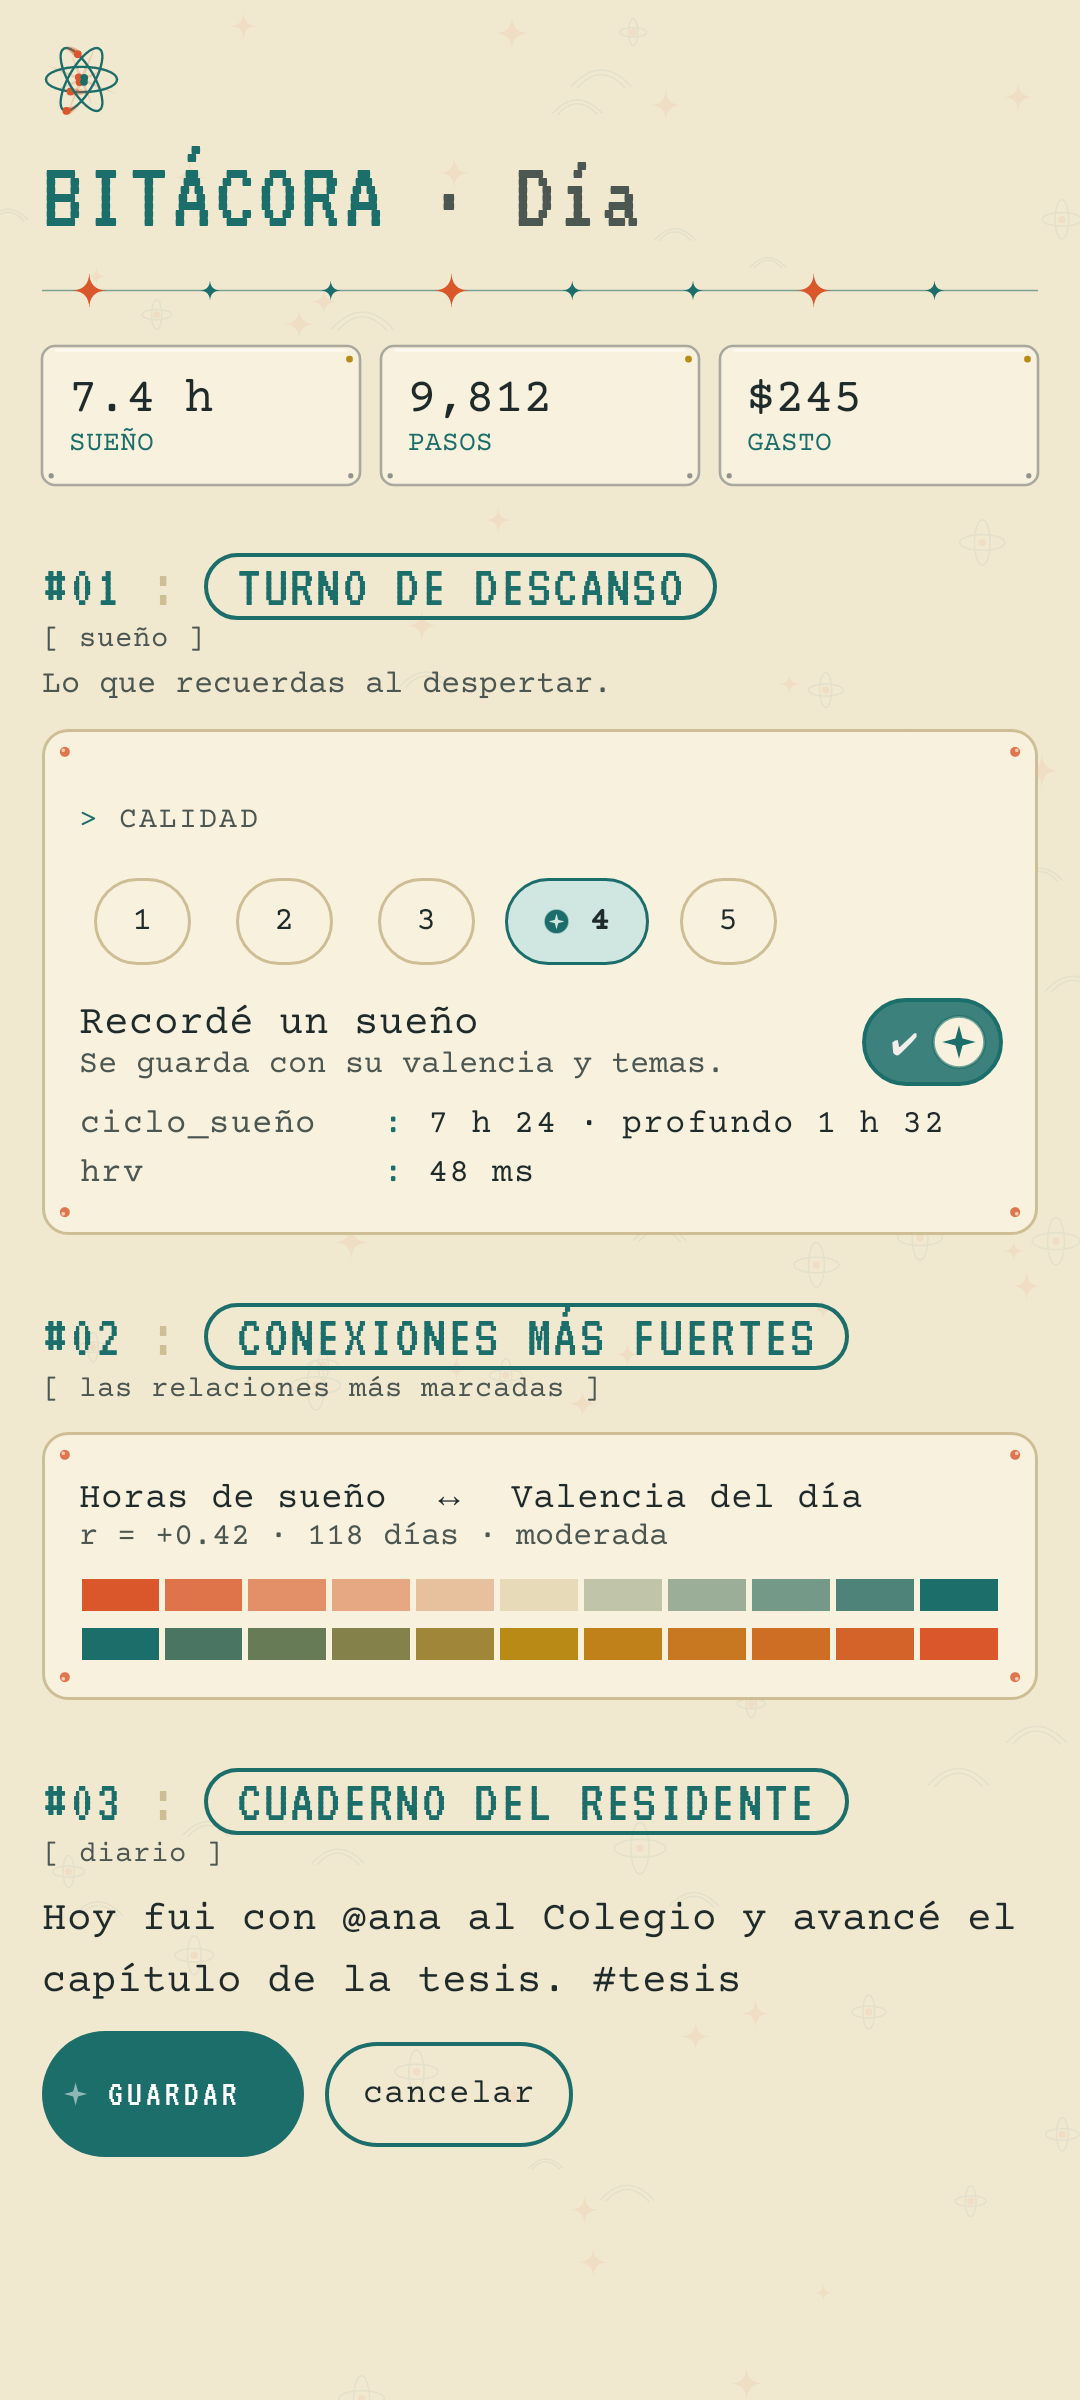 BITÁCORA · Día
7.4 h
SUEÑO
9,812
PASOS
$245
GASTO
#01 : TURNO DE DESCANSO
[ sueño ]
Lo que recuerdas al despertar.
> CALIDAD
1 2 3 4 5
Recordé un sueño
Se guarda con su valencia y temas.
ciclo_sueño : 7 h 24 · profundo 1 h 32
hrv : 48 ms
#02 : CONEXIONES MÁS FUERTES
[ las relaciones más marcadas ]
Horas de sueño ↔ Valencia del día
r = +0.42 · 118 días · moderada
#03 : CUADERNO DEL RESIDENTE
[ diario ]
Hoy fui con @ana al Colegio y avancé el
capítulo de la tesis. #tesis
GUARDAR cancelar